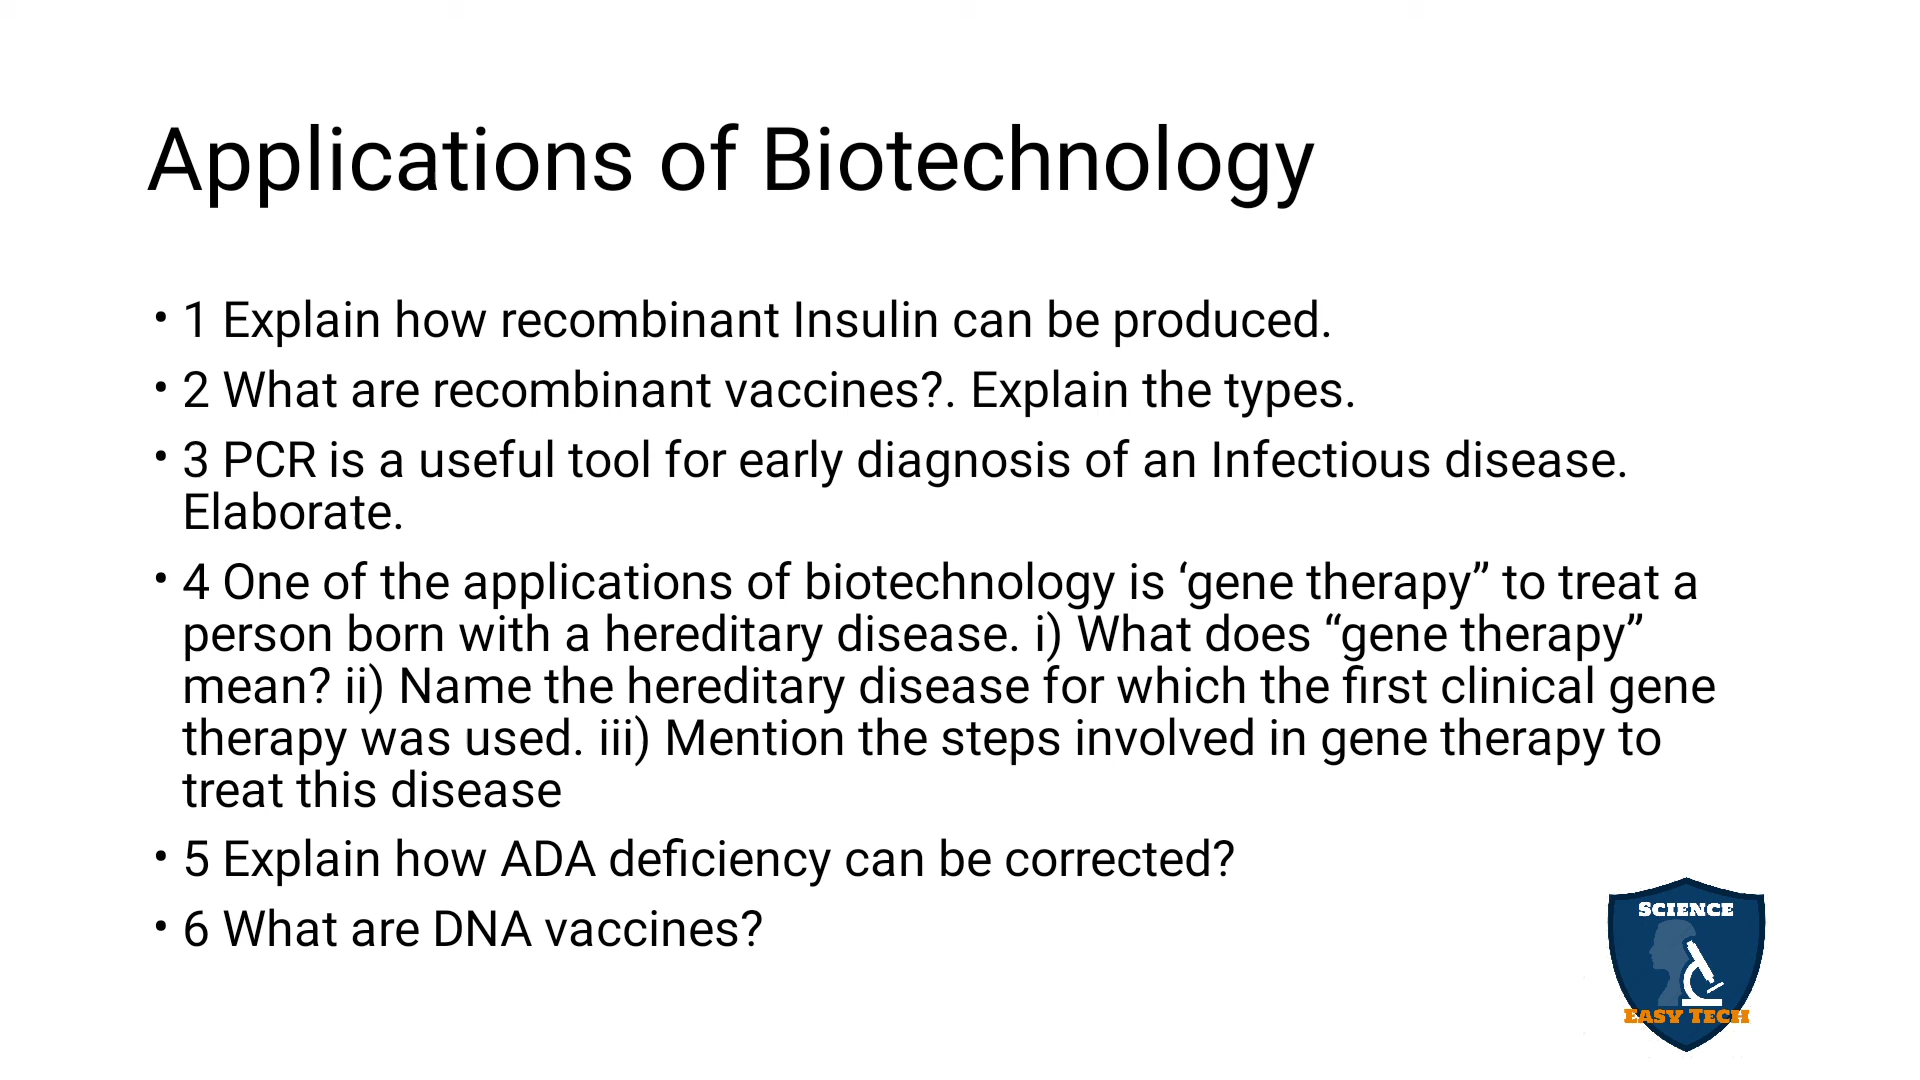 Applications of Biotechnology
• 1 Explain how recombinant Insulin can be produced.
• 2 What are recombinant vaccines?. Explain the types.
• 3 PCR is a useful tool for early diagnosis of an Infectious disease.
Elaborate.
• 4 One of the applications of biotechnology is ‘gene therapy” to treat a
person born with a hereditary disease. i) What does “gene therapy”
mean? ii) Name the hereditary disease for which the first clinical gene
therapy was used. iii) Mention the steps involved in gene therapy to
treat this disease
• 5 Explain how ADA deficiency can be corrected?
• 6 What are DNA vaccines?
SCIENCE
EASY TECH